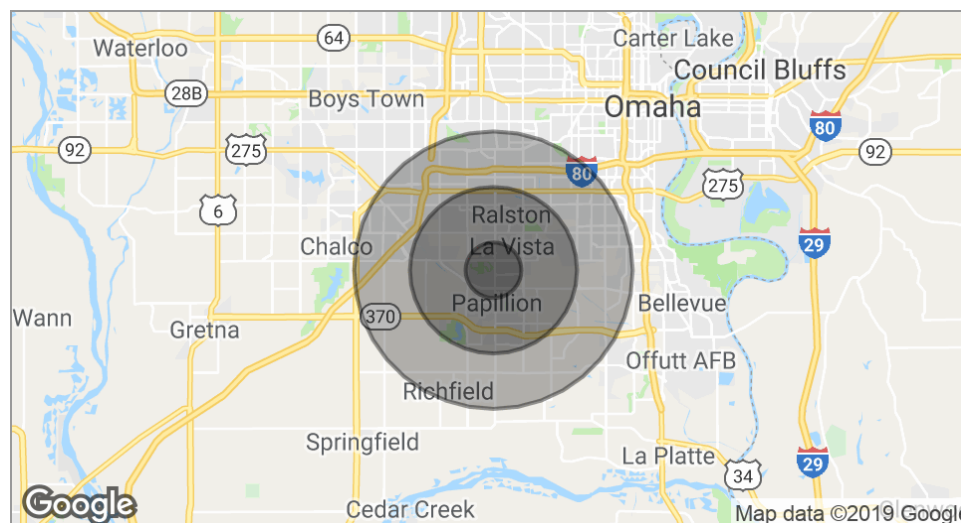 Waterloo
64
Carter Lake
Council Bluffs
28B
Boys Town
Omaha
80
92
275
80
92
275
6
Ralston
Chalco
La Vista
29
Papillion
Bellevue
Wann
370
Gretna
Offutt AFB
Richfield
Springfield
La Platte
29
34
Google
Cedar Creek
Map data ©2019 Google